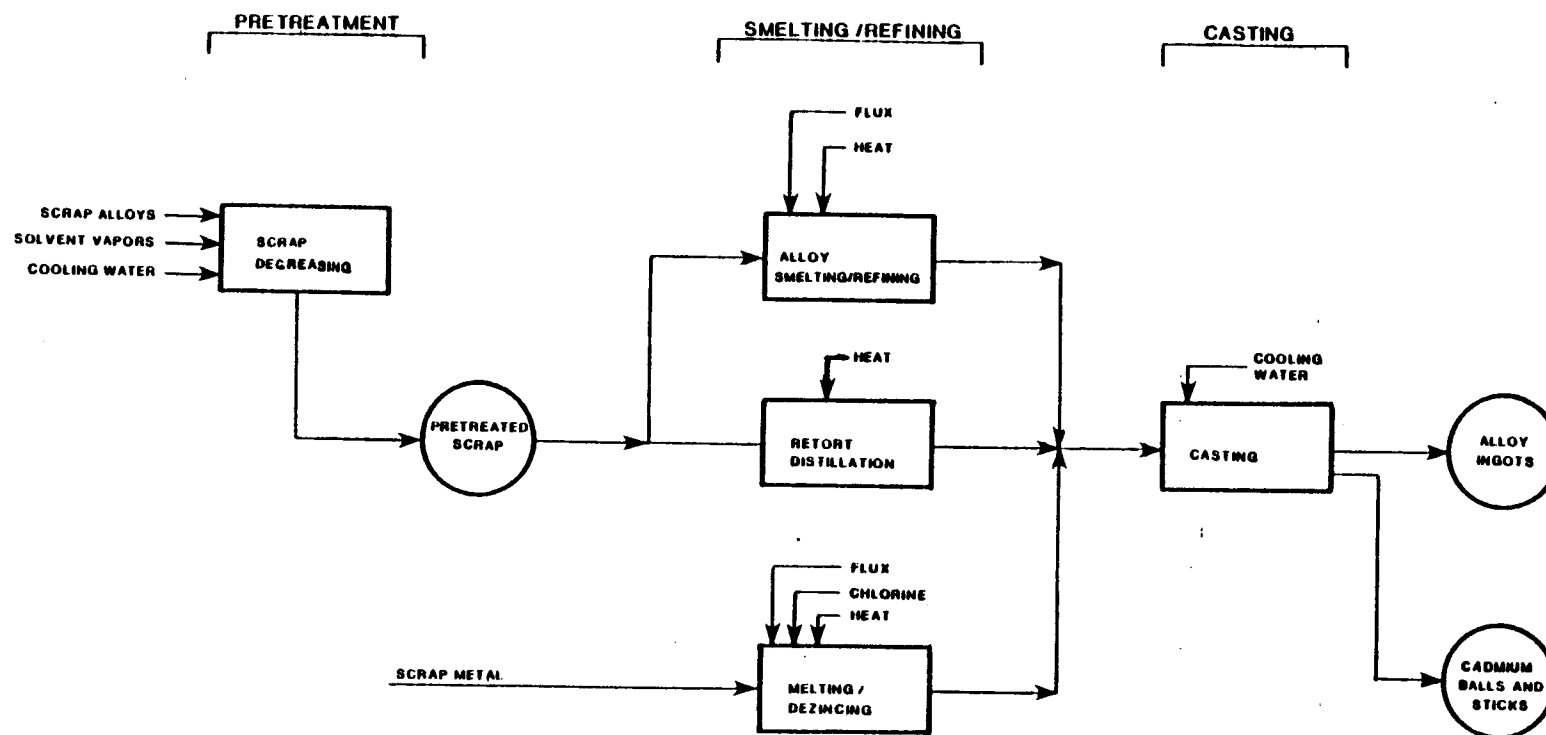 PRETREATMENT
SMELTING / REFINING
CASTING
FLUX
HEAT
SCRAP ALLOYS
SOLVENT VAPORS
COOLING WATER
SCRAP
DEGREASING
ALLOY
SMELTING/REFINING
HEAT
COOLING
WATER
PRETREATED
SCRAP
RETORT
DISTILLATION
CASTING
ALLOY
INGOTS
FLUX
CHLORINE
HEAT
SCRAP METAL
MELTING /
DEZINCING
CADMIUM
BALLS AND
STICKS